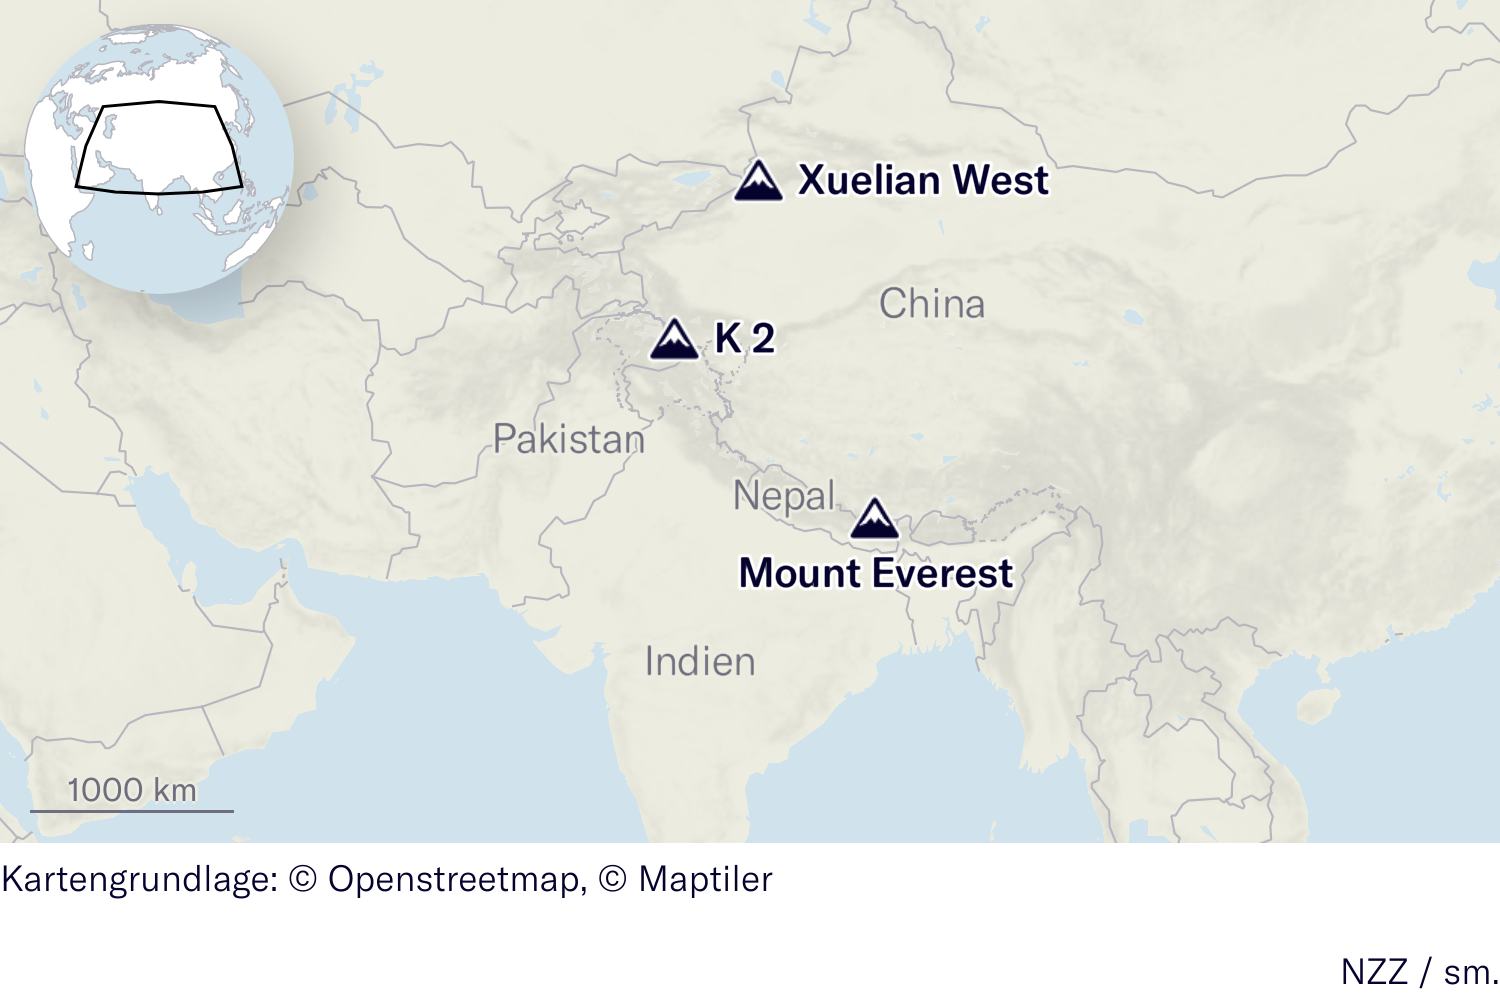 Xuelian West
China
K 2
Pakistan
Nepal
Mount Everest
Indien
1000 km
Kartengrundlage: © Openstreetmap, © Maptiler
NZZ / sm.